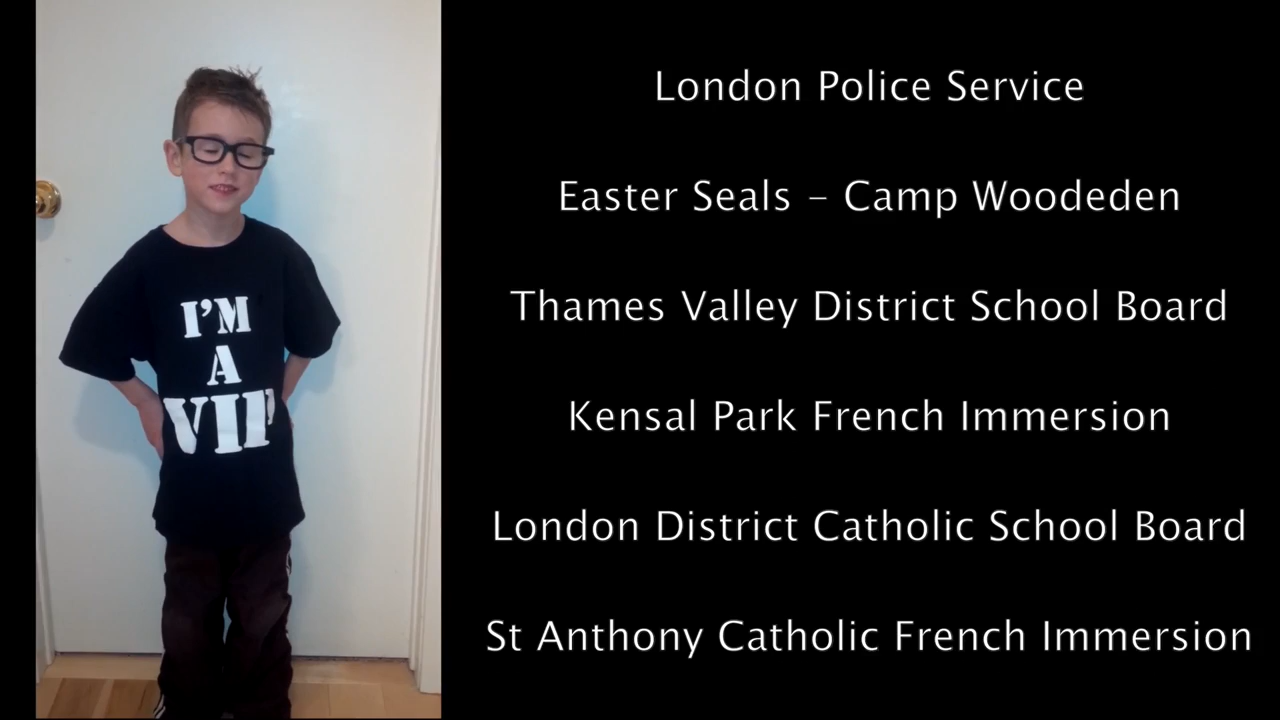 I'M
A
VIP
London Police Service
Easter Seals – Camp Woodeden
Thames Valley District School Board
Kensal Park French Immersion
London District Catholic School Board
St Anthony Catholic French Immersion